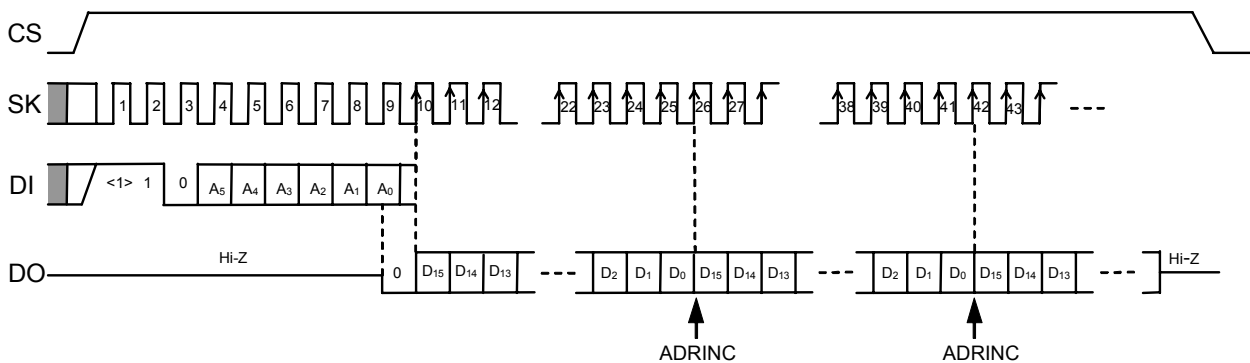 CS
SK 1 2 3 4 5 6 7 8 9 10 11 12 22 23 24 25 26 27 38 39 40 41 42 43
DI <1> 1 0 A5 A4 A3 A2 A1 A0
DO Hi-Z 0 D15 D14 D13 D2 D1 D0 D15 D14 D13 D2 D1 D0 D15 D14 D13 Hi-Z
ADRINC ADRINC